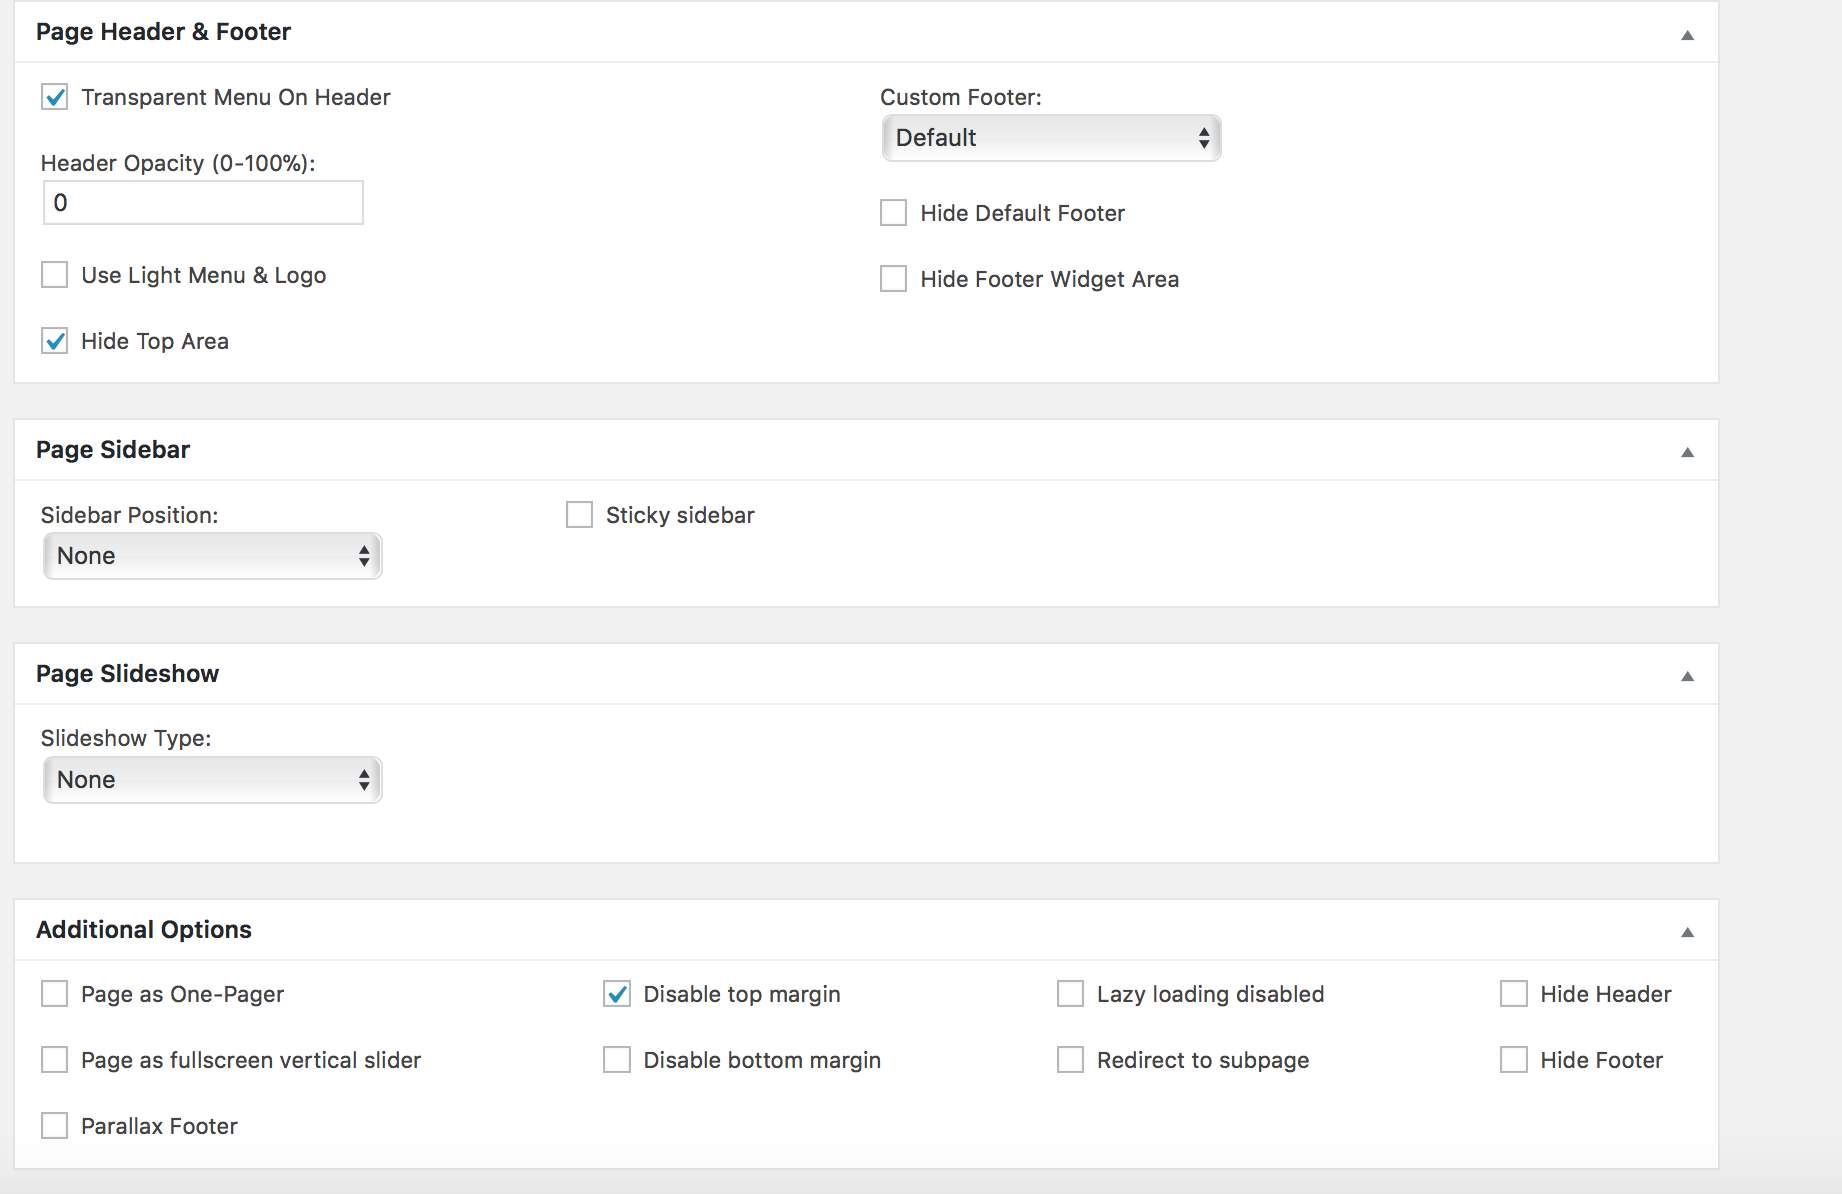 Page Header & Footer
Transparent Menu On Header
Header Opacity (0-100%):
0
Use Light Menu & Logo
Hide Top Area
Custom Footer:
Default
Hide Default Footer
Hide Footer Widget Area
Page Sidebar
Sidebar Position:
None
Sticky sidebar
Page Slideshow
Slideshow Type:
None
Additional Options
Page as One-Pager
Disable top margin
Lazy loading disabled
Hide Header
Page as fullscreen vertical slider
Disable bottom margin
Redirect to subpage
Hide Footer
Parallax Footer